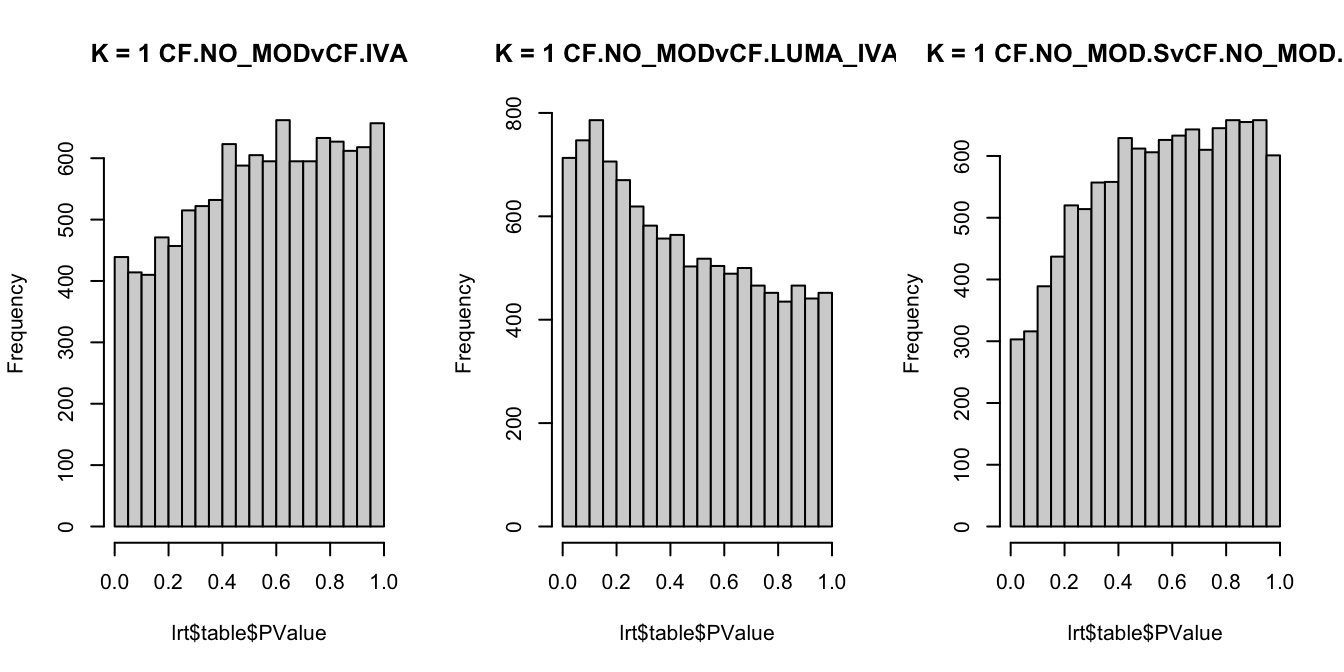 K = 1 CF.NO_MODvCF.IVA
Frequency
0 100 200 300 400 500 600
0.0 0.2 0.4 0.6 0.8 1.0
lrt$table$PValue
K = 1 CF.NO_MODvCF.LUMA_IVA
Frequency
0 200 400 600 800
0.0 0.2 0.4 0.6 0.8 1.0
lrt$table$PValue
K = 1 CF.NO_MOD.SvCF.NO_MOD.
Frequency
0 100 200 300 400 500 600
0.0 0.2 0.4 0.6 0.8 1.0
lrt$table$PValue